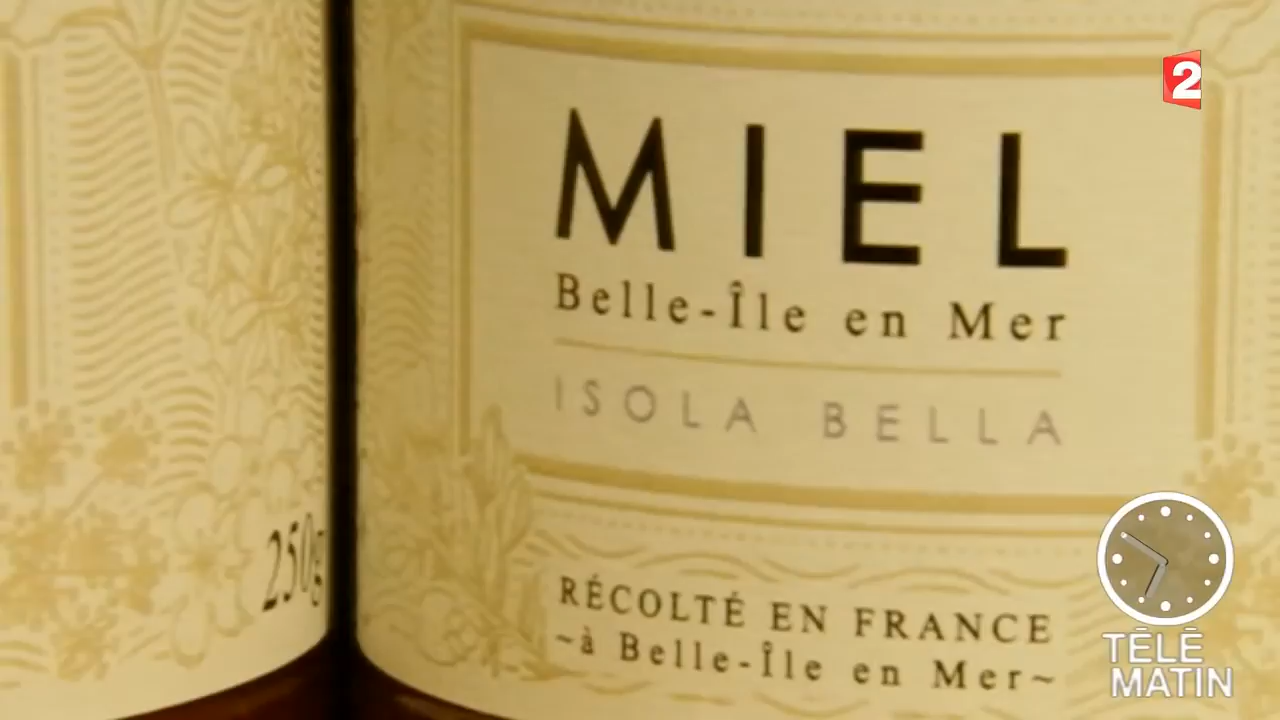 2
MIEL
Belle-Île en Mer
ISOLA BELLA
250g
RÉCOLTÉ EN FRANCE
~à Belle-Île en Mer~
TÉLÉ
MATIN